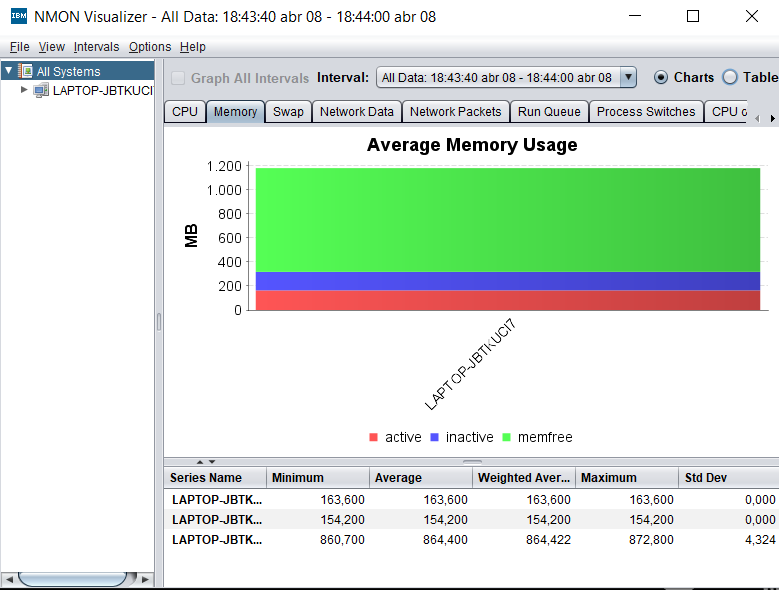 IBM NMON Visualizer - All Data: 18:43:40 abr 08 - 18:44:00 abr 08
File View Intervals Options Help
All Systems
LAPTOP-JBTKUCI
Graph All Intervals Interval: All Data: 18:43:40 abr 08 - 18:44:00 abr 08 Charts Table
CPU Memory Swap Network Data Network Packets Run Queue Process Switches CPU o
Average Memory Usage
MB
1.200
1.000
800
600
400
200
0
LAPTOP-JBTKUCI7
active inactive memfree
Series Name Minimum Average Weighted Aver... Maximum Std Dev
LAPTOP-JBTK... 163,600 163,600 163,600 163,600 0,000
LAPTOP-JBTK... 154,200 154,200 154,200 154,200 0,000
LAPTOP-JBTK... 860,700 864,400 864,422 872,800 4,324